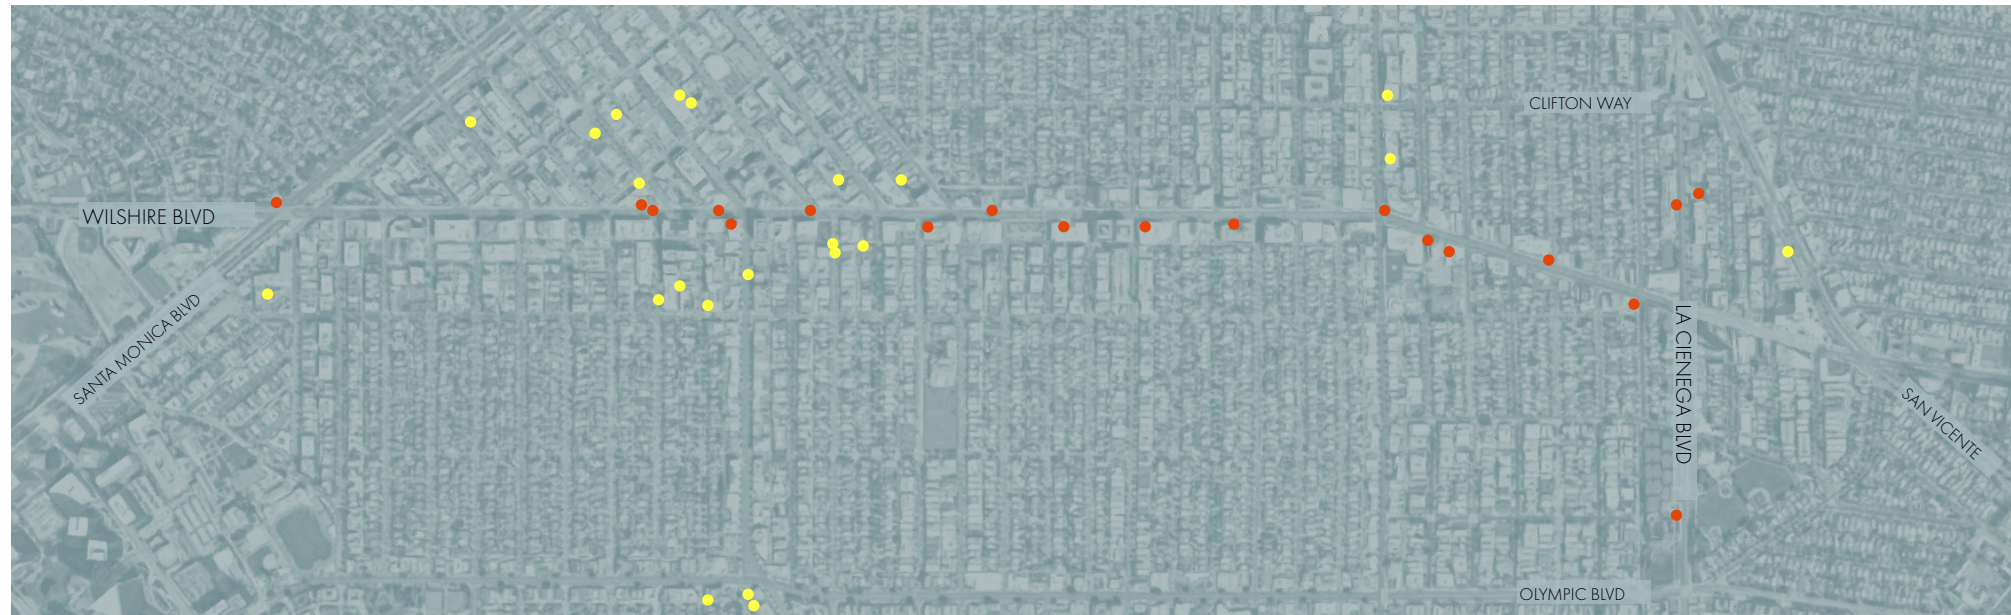 CLIFTON WAY
WILSHIRE BLVD
SANTA MONICA BLVD
LA CIENEGA BLVD
SAN VICENTE
OLYMPIC BLVD